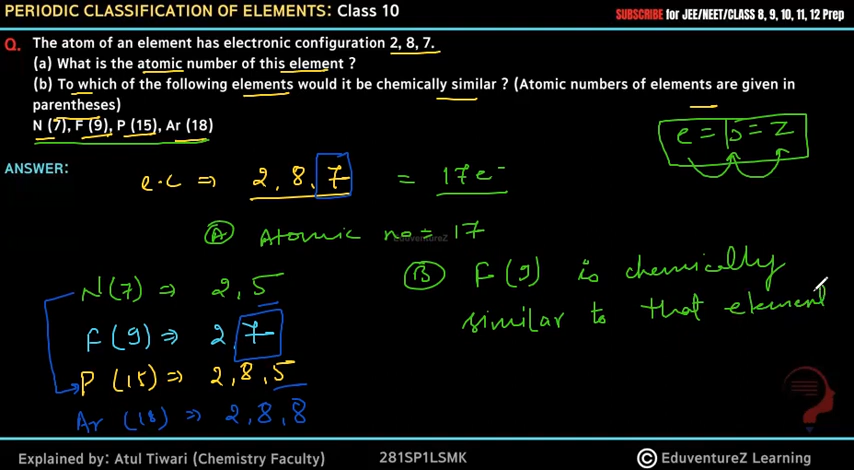 PERIODIC CLASSIFICATION OF ELEMENTS: Class 10
SUBSCRIBE for JEE/NEET/CLASS 8, 9, 10, 11, 12 Prep
Q. The atom of an element has electronic configuration 2, 8, 7.
(a) What is the atomic number of this element ?
(b) To which of the following elements would it be chemically similar ? (Atomic numbers of elements are given in
parentheses)
N (7), F (9), P (15), Ar (18)
e = p = Z
ANSWER:
e.c ⇒ 2, 8, 7 = 17e⁻
(A) Atomic no = 17
EduventureZ
(B) F (9) is chemically
similar to that element
N (7) ⇒ 2, 5
F (9) ⇒ 2, 7
P (15) ⇒ 2, 8, 5
Ar (18) ⇒ 2, 8, 8
Explained by: Atul Tiwari (Chemistry Faculty)
281SP1LSMK
© EduventureZ Learning